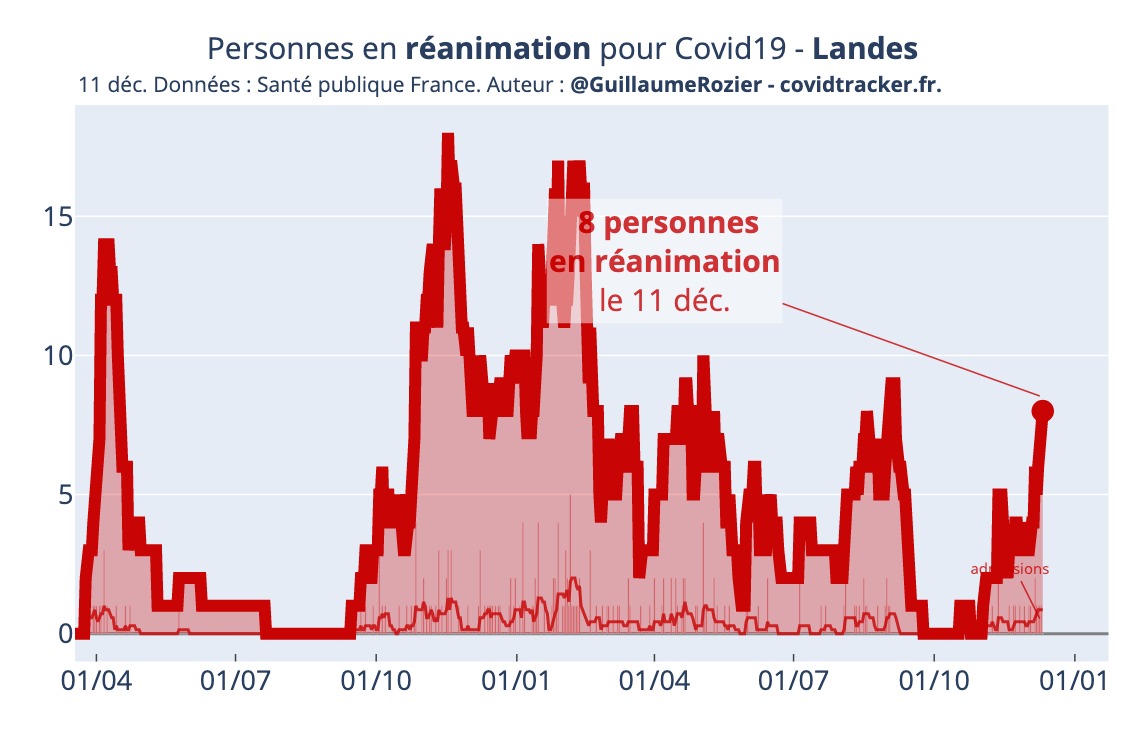 Personnes en réanimation pour Covid19 - Landes
11 déc. Données : Santé publique France. Auteur : @GuillaumeRozier - covidtracker.fr.
15
10
5
0
8 personnes
en réanimation
le 11 déc.
admissions
01/04
01/07
01/10
01/01
01/04
01/07
01/10
01/01